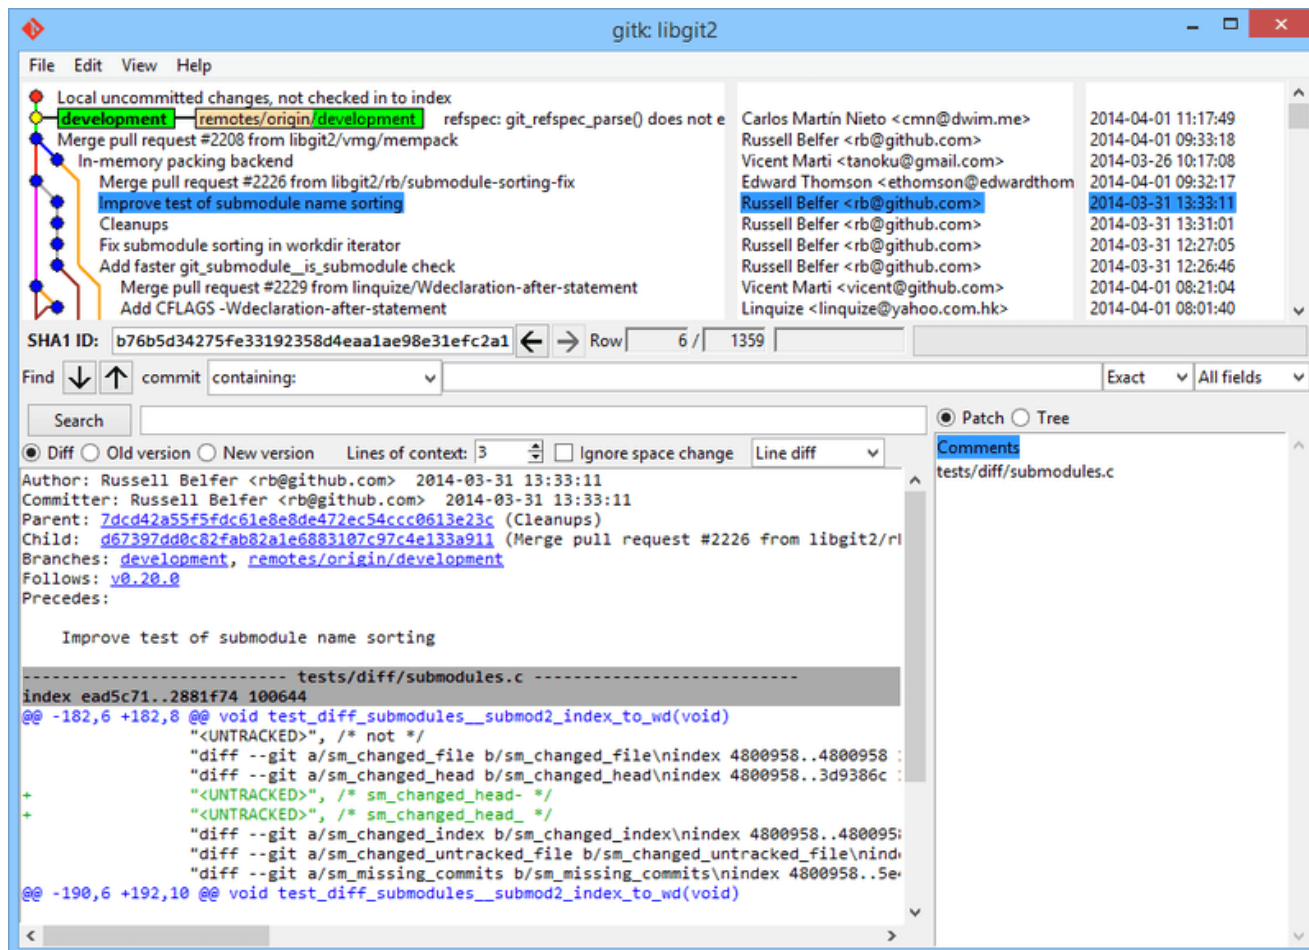 gitk: libgit2
File Edit View Help
Local uncommitted changes, not checked in to index
development remotes/origin/development refspec: git_refspec_parse() does not e Carlos Martín Nieto <cmn@dwim.me> 2014-04-01 11:17:49
Merge pull request #2208 from libgit2/vmg/mempack Russell Belfer <rb@github.com> 2014-04-01 09:33:18
In-memory packing backend Vicent Marti <tanoku@gmail.com> 2014-03-26 10:17:08
Merge pull request #2226 from libgit2/rb/submodule-sorting-fix Edward Thomson <ethomson@edwardthom 2014-04-01 09:32:17
Improve test of submodule name sorting Russell Belfer <rb@github.com> 2014-03-31 13:33:11
Cleanups Russell Belfer <rb@github.com> 2014-03-31 13:31:01
Fix submodule sorting in workdir iterator Russell Belfer <rb@github.com> 2014-03-31 12:27:05
Add faster git_submodule__is_submodule check Russell Belfer <rb@github.com> 2014-03-31 12:26:46
Merge pull request #2229 from linquize/Wdeclaration-after-statement Vicent Marti <vicent@github.com> 2014-04-01 08:21:04
Add CFLAGS -Wdeclaration-after-statement Linquize <linquize@yahoo.com.hk> 2014-04-01 08:01:40
SHA1 ID: b76b5d34275fe33192358d4eaa1ae98e31efc2a1 Row 6 / 1359
Find commit containing: Exact All fields
Search Patch Tree
Diff Old version New version Lines of context: 3 Ignore space change Line diff
Comments
tests/diff/submodules.c
Author: Russell Belfer <rb@github.com> 2014-03-31 13:33:11
Committer: Russell Belfer <rb@github.com> 2014-03-31 13:33:11
Parent: 7dcd42a55f5fdc61e8e8de472ec54ccc0613e23c (Cleanups)
Child: d67397dd0c82fab82a1e6883107c97c4e133a911 (Merge pull request #2226 from libgit2/rl
Branches: development, remotes/origin/development
Follows: v0.20.0
Precedes:
Improve test of submodule name sorting
--------------------------- tests/diff/submodules.c ---------------------------
index ead5c71..2881f74 100644
@@ -182,6 +182,8 @@ void test_diff_submodules__submod2_index_to_wd(void)
"<UNTRACKED>", /* not */
"diff --git a/sm_changed_file b/sm_changed_file\nindex 4800958..4800958
"diff --git a/sm_changed_head b/sm_changed_head\nindex 4800958..3d9386c
+ "<UNTRACKED>", /* sm_changed_head- */
+ "<UNTRACKED>", /* sm_changed_head_ */
"diff --git a/sm_changed_index b/sm_changed_index\nindex 4800958..480095
"diff --git a/sm_changed_untracked_file b/sm_changed_untracked_file\nind
"diff --git a/sm_missing_commits b/sm_missing_commits\nindex 4800958..5e
@@ -190,6 +192,10 @@ void test_diff_submodules__submod2_index_to_wd(void)